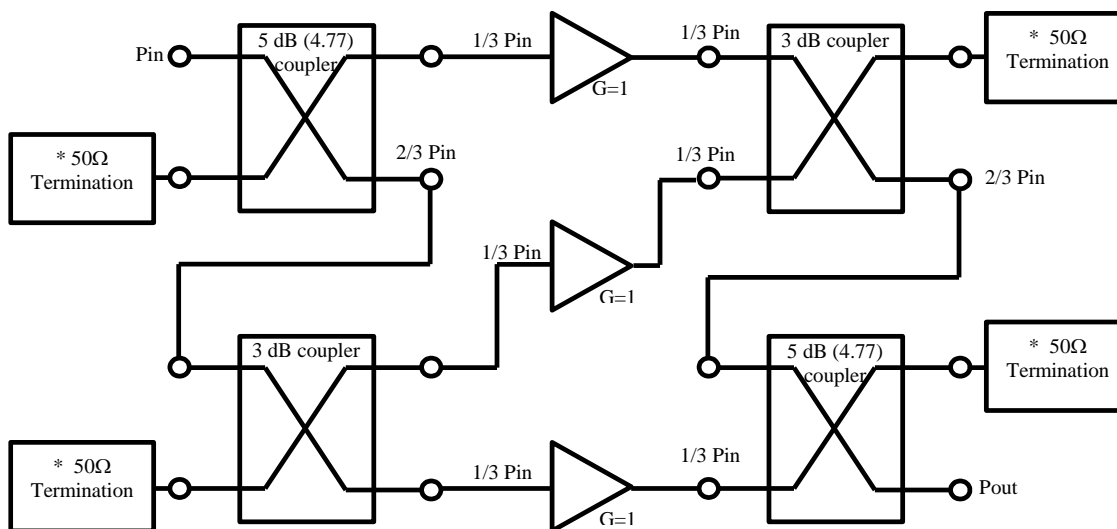 Pin
5 dB (4.77)
coupler
1/3 Pin
G=1
1/3 Pin
3 dB coupler
* 50Ω
Termination
* 50Ω
Termination
2/3 Pin
1/3 Pin
2/3 Pin
1/3 Pin
G=1
3 dB coupler
5 dB (4.77)
coupler
* 50Ω
Termination
* 50Ω
Termination
1/3 Pin
G=1
1/3 Pin
Pout